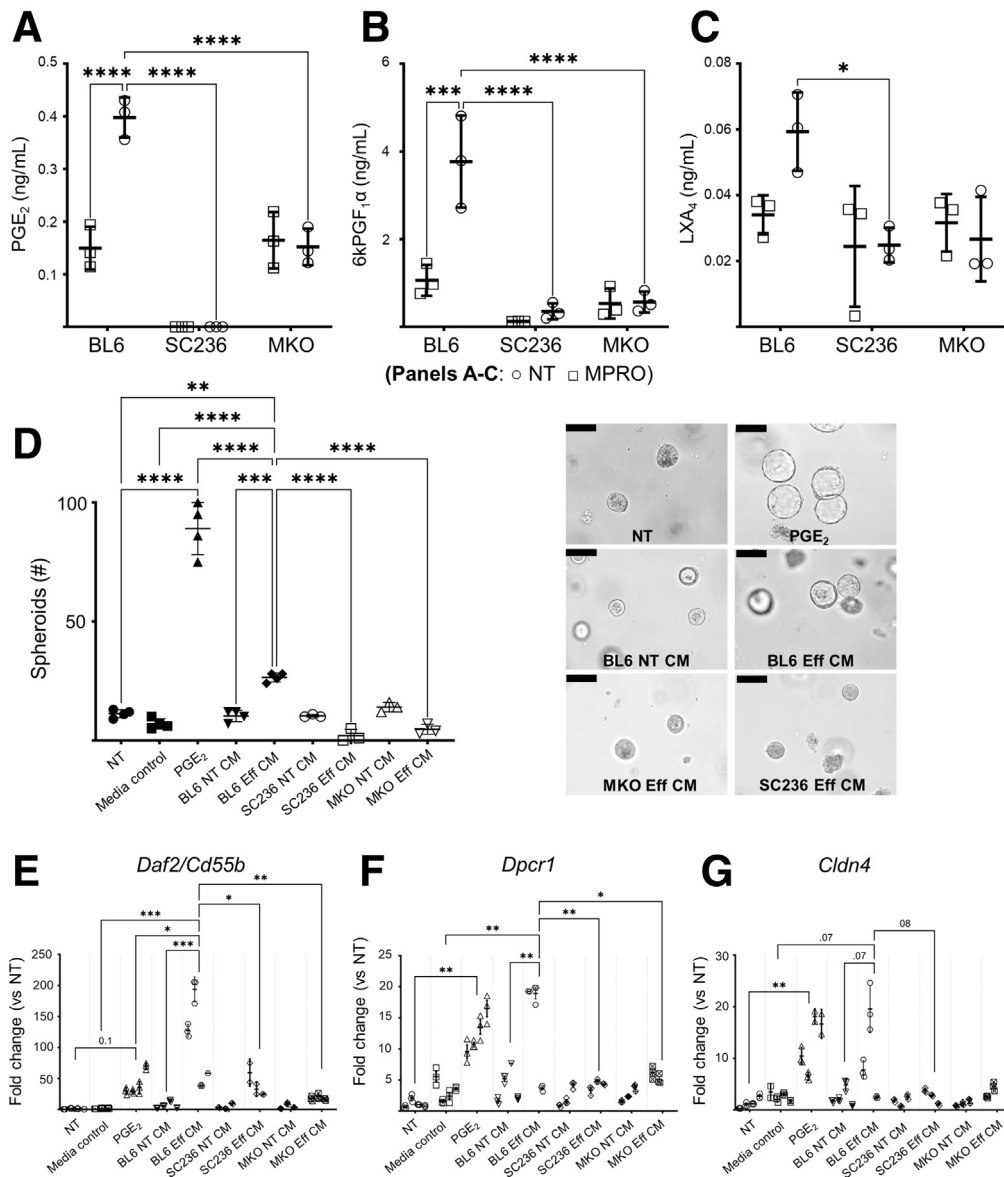 A
B
C
****
****
****
PGE₂ (ng/mL)
0.5
0.4
0.3
0.2
0.1
BL6
SC236
MKO
****
***
****
6kPGF₁α (ng/mL)
6
4
2
BL6
SC236
MKO
*
LXA₄ (ng/mL)
0.08
0.06
0.04
0.02
0
BL6
SC236
MKO
(Panels A-C: ○ NT □ MPRO)
D
**
****
****
****
****
***
****
Spheroids (#)
100
50
NT
Media control
PGE₂
BL6 NT CM
BL6 Eff CM
SC236 NT CM
SC236 Eff CM
MKO NT CM
MKO Eff CM
NT
PGE₂
BL6 NT CM
BL6 Eff CM
MKO Eff CM
SC236 Eff CM
E
Daf2/Cd55b
**
*
***
*
***
0.1
Fold change (vs NT)
250
200
150
100
50
0
NT
Media control
PGE₂
BL6 NT CM
BL6 Eff CM
SC236 NT CM
SC236 Eff CM
MKO NT CM
MKO Eff CM
F
Dpcr1
*
**
**
**
**
Fold change (vs NT)
25
20
15
10
5
0
NT
Media control
PGE₂
BL6 NT CM
BL6 Eff CM
SC236 NT CM
SC236 Eff CM
MKO NT CM
MKO Eff CM
G
Cldn4
.07
08
.07
**
Fold change (vs NT)
30
20
10
0
NT
Media control
PGE₂
BL6 NT CM
BL6 Eff CM
SC236 NT CM
SC236 Eff CM
MKO NT CM
MKO Eff CM